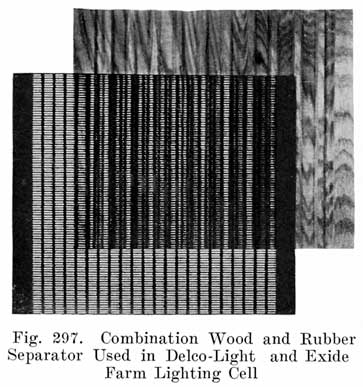 Fig. 297. Combination Wood and Rubber
Separator Used in Delco-Light and Exide
Farm Lighting Cell